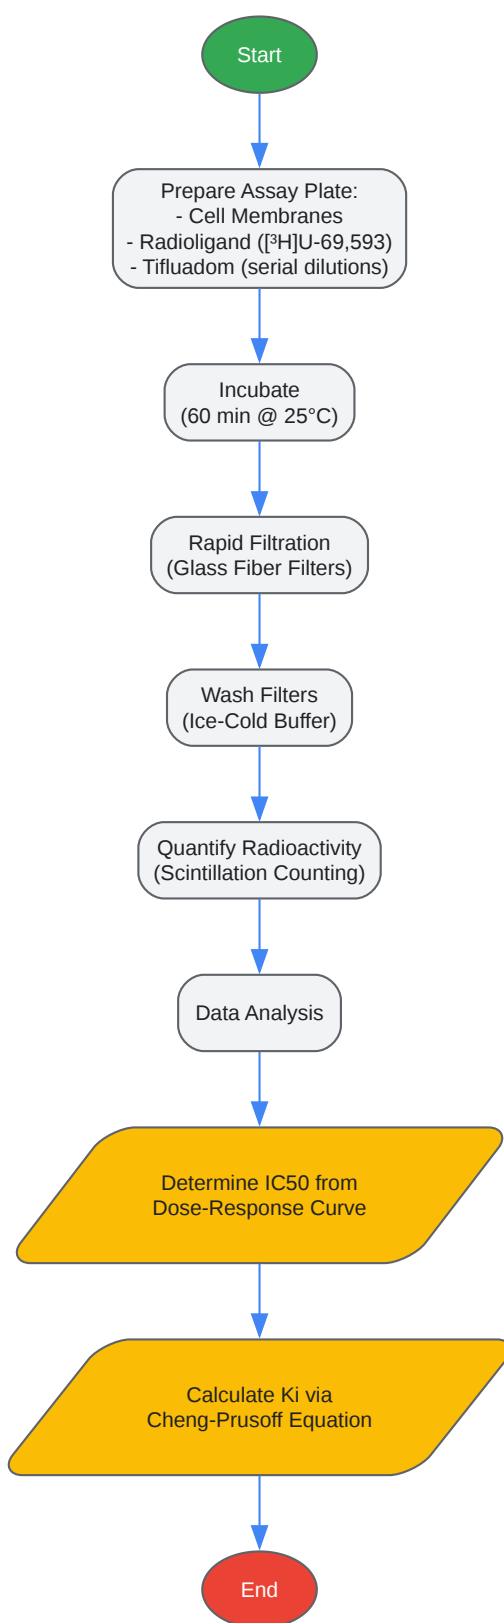 Start
Prepare Assay Plate:
- Cell Membranes
- Radioligand ([³H]U-69,593)
- Tifluadom (serial dilutions)
Incubate
(60 min @ 25°C)
Rapid Filtration
(Glass Fiber Filters)
Wash Filters
(Ice-Cold Buffer)
Quantify Radioactivity
(Scintillation Counting)
Data Analysis
Determine IC50 from
Dose-Response Curve
Calculate Ki via
Cheng-Prusoff Equation
End